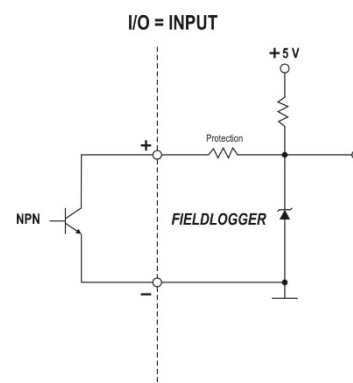 I/O = INPUT
+ 5 V
+
Protection
NPN
FIELDLOGGER
−